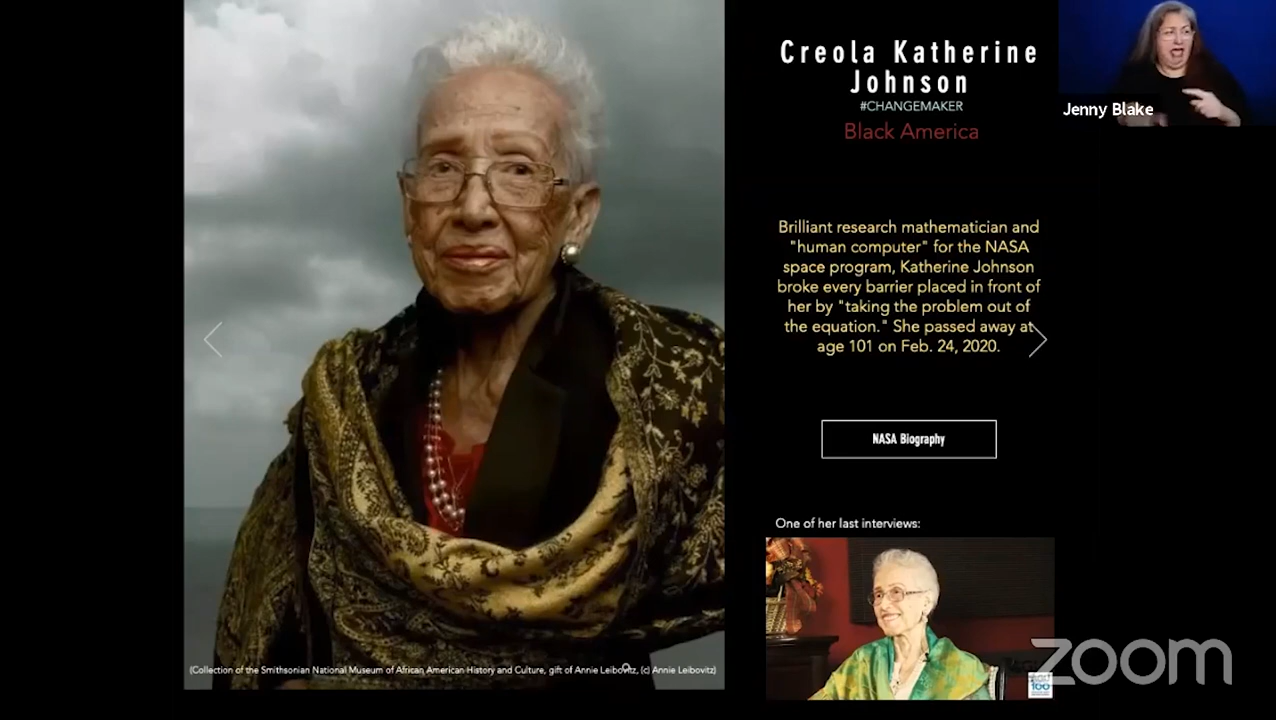 Creola Katherine
Johnson
#CHANGEMAKER
Black America
Jenny Blake
Brilliant research mathematician and
"human computer" for the NASA
space program, Katherine Johnson
broke every barrier placed in front of
her by "taking the problem out of
the equation." She passed away at
age 101 on Feb. 24, 2020.
NASA Biography
One of her last interviews:
(Collection of the Smithsonian National Museum of African American History and Culture, gift of Annie Leibovitz, (c) Annie Leibovitz)
100
zoom